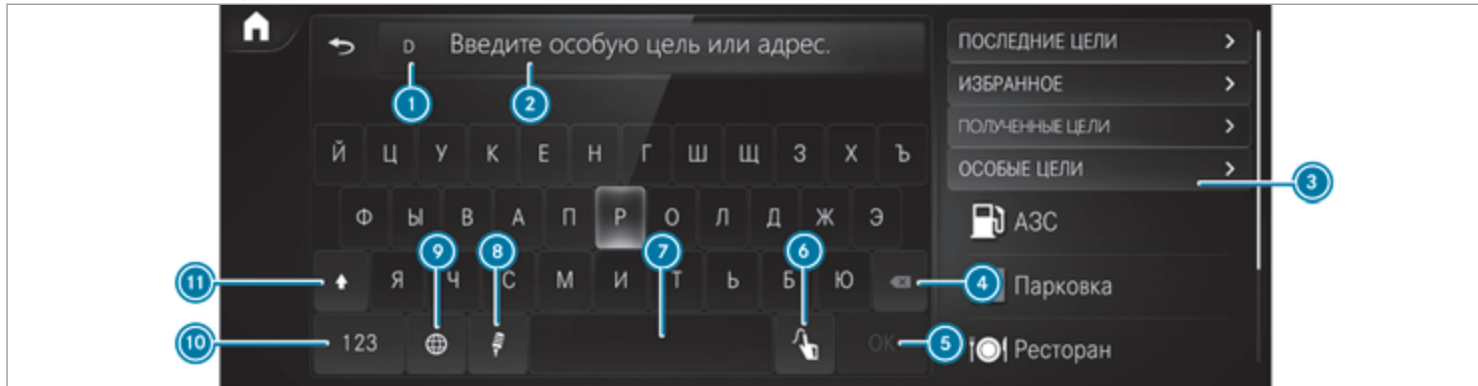 D Введите особую цель или адрес.
1 2
Й Ц У К Е Н Г Ш Щ З Х Ъ
Ф Ы В А П Р О Л Д Ж Э
9 8 7 6
11 Я Ч С М И Т Ь Б Ю 4
10 123 OK 5
ПОСЛЕДНИЕ ЦЕЛИ
ИЗБРАННОЕ
ПОЛУЧЕННЫЕ ЦЕЛИ
ОСОБЫЕ ЦЕЛИ
3
АЗС
Парковка
Ресторан